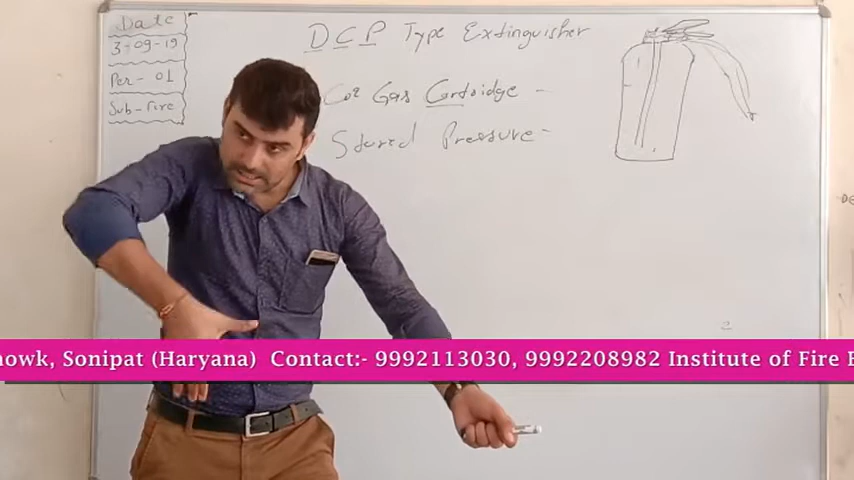 Date
3-09-19
Per- 01
Sub-Fire
DCP Type Extinguisher
Co2 Gas Cartridge -
Stored Pressure -
howk, Sonipat (Haryana) Contact:- 9992113030, 9992208982 Institute of Fire